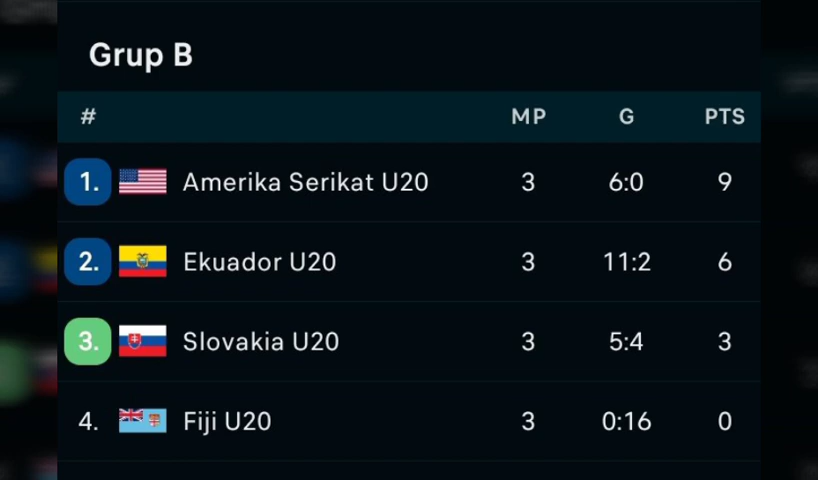 Grup B
# MP G PTS
1. Amerika Serikat U20 3 6:0 9
2. Ekuador U20 3 11:2 6
3. Slovakia U20 3 5:4 3
4. Fiji U20 3 0:16 0